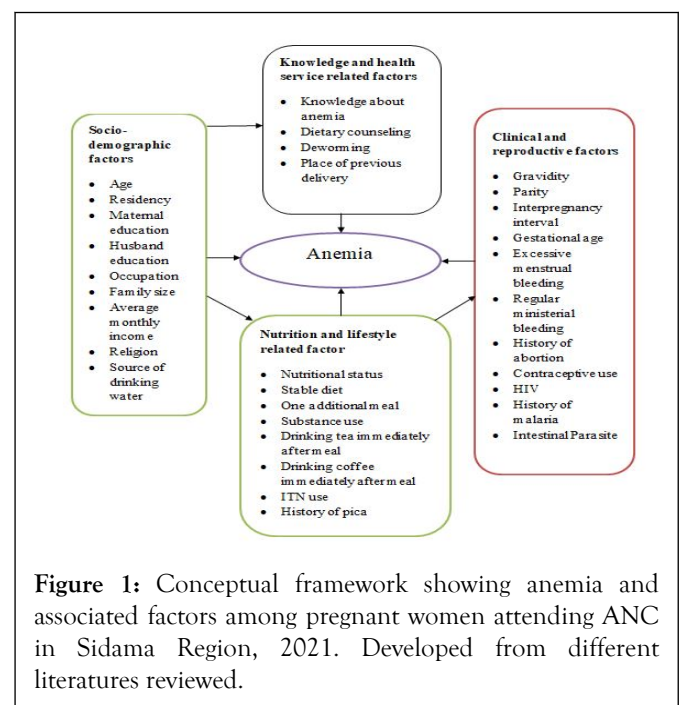 Knowledge and health
service related factors
• Knowledge about
anemia
• Dietary counseling
• Deworming
• Place of previous
delivery
Socio-
demographic
factors
• Age
• Residency
• Maternal
education
• Husband
education
• Occupation
• Family size
• Average
monthly
income
• Religion
• Source of
drinking
water
Anemia
Clinical and
reproductive factors
• Gravidity
• Parity
• Interpregnancy
interval
• Gestational age
• Excessive
menstrual
bleeding
• Regular
ministerial
bleeding
• History of
abortion
• Contraceptive use
• HIV
• History of
malaria
• Intestinal Parasite
Nutrition and lifestyle
related factor
• Nutritional status
• Stable diet
• One additional meal
• Substance use
• Drinking tea immediately
after meal
• Drinking coffee
immediately after meal
• ITN use
• History of pica
Figure 1: Conceptual framework showing anemia and
associated factors among pregnant women attending ANC
in Sidama Region, 2021. Developed from different
literatures reviewed.